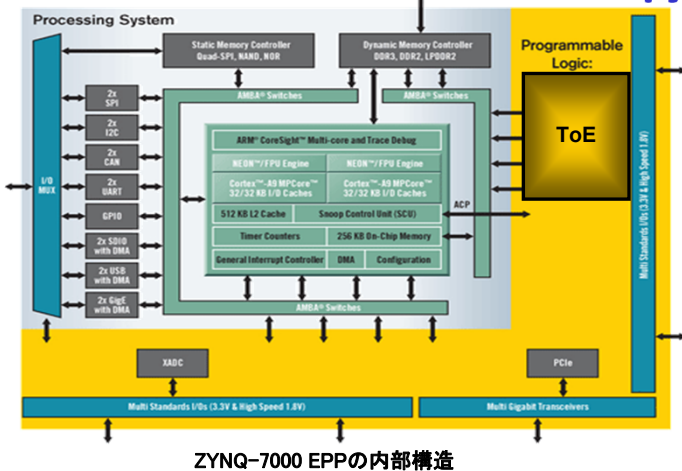 Processing System
Static Memory Controller
Quad-SPI, NAND, NOR
Dynamic Memory Controller
DDR3, DDR2, LPDDR2
Programmable
Logic:
ToE
AMBA® Switches
AMBA® Switches
2x
SPI
2x
I2C
2x
CAN
2x
UART
GPIO
2x SDIO
with DMA
2x USB
with DMA
2x GigE
with DMA
I/O
MUX
ARM® CoreSight™ Multi-core and Trace Debug
NEON™/FPU Engine
NEON™/FPU Engine
Cortex™-A9 MPCore™
32/32 KB I/D Caches
Cortex™-A9 MPCore™
32/32 KB I/D Caches
512 KB L2 Cache
Snoop Control Unit (SCU)
Timer Counters
256 KB On-Chip Memory
General Interrupt Controller
DMA
Configuration
ACP
AMBA® Switches
Multi Standards I/Os (3.3V & High Speed 1.8V)
XADC
PCIe
Multi Standards I/Os (3.3V & High Speed 1.8V)
Multi Gigabit Transceivers
ZYNQ-7000 EPPの内部構造